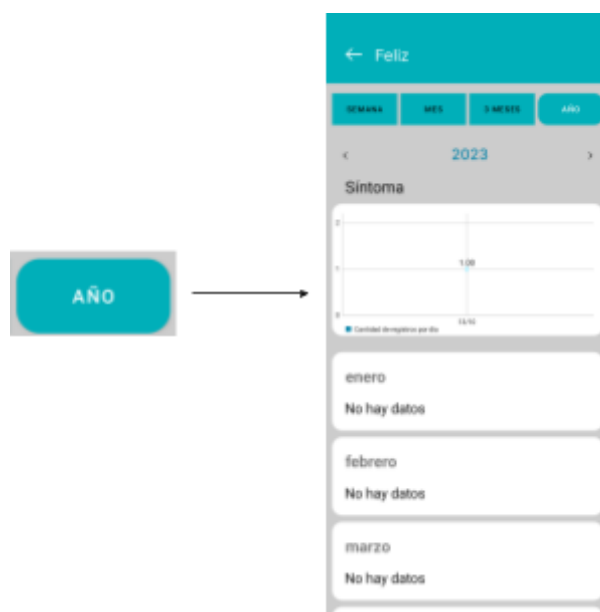 AÑO
← Feliz
SEMANA MES 3 MESES AÑO
‹ 2023 ›
Síntoma
2
1
1.00
0
Cantidad de registros por día
enero
No hay datos
febrero
No hay datos
marzo
No hay datos